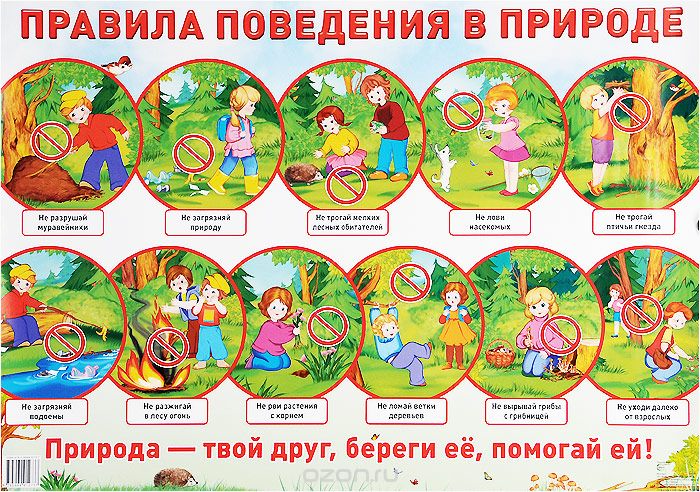 ПРАВИЛА ПОВЕДЕНИЯ В ПРИРОДЕ
Не разрушай
муравейники
Не загрязняй
природу
Не трогай мелких
лесных обитателей
Не лови
насекомых
Не трогай
птичьи гнезда
Не загрязняй
водоемы
Не разжигай
в лесу огонь
Не рви растения
с корнем
Не ломай ветки
деревьев
Не вырывай грибы
с грибницей
Не уходи далеко
от взрослых
Природа — твой друг, береги её, помогай ей!
ozon.ru